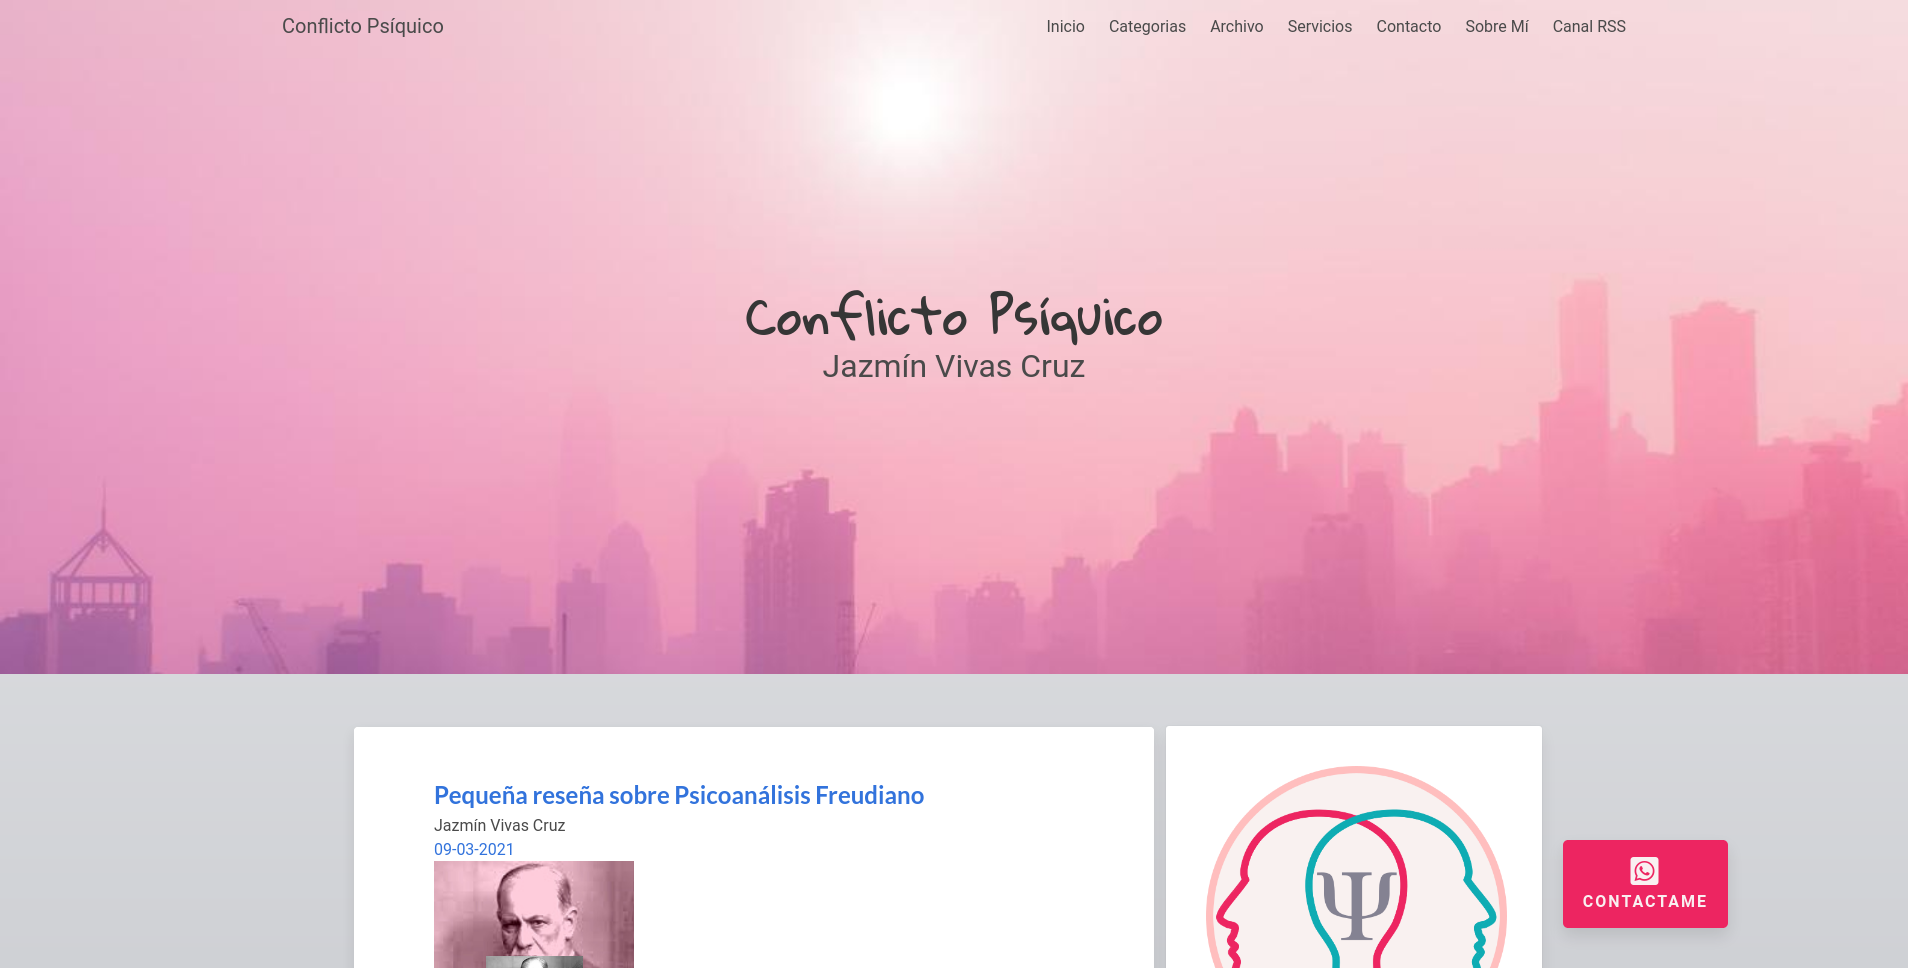 Conflicto Psíquico
Inicio Categorias Archivo Servicios Contacto Sobre Mí Canal RSS
Conflicto Psíquico
Jazmín Vivas Cruz
Pequeña reseña sobre Psicoanálisis Freudiano
Jazmín Vivas Cruz
09-03-2021
Ψ
CONTACTAME